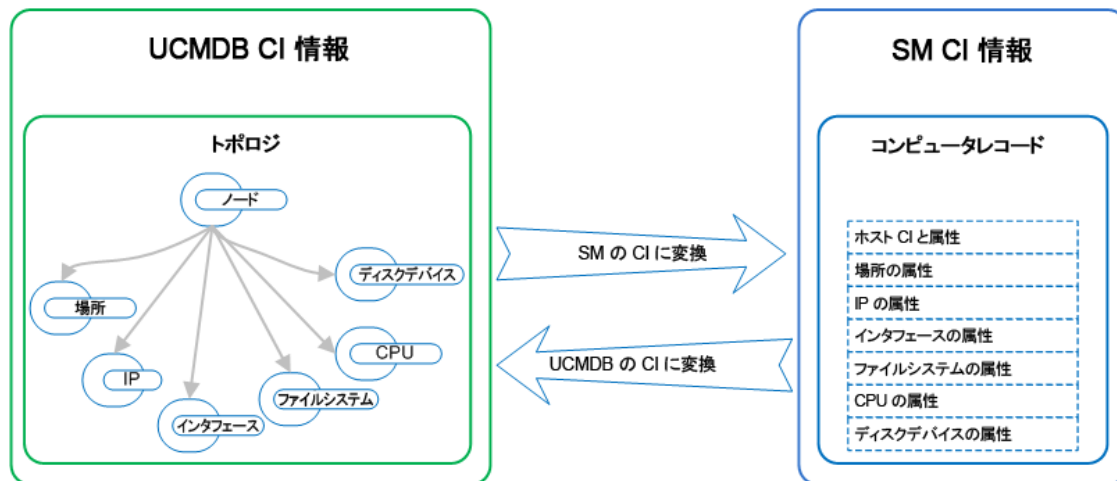 UCMDB CI 情報
トポロジ
ノード
ディスクデバイス
場所
CPU
IP
ファイルシステム
インタフェース
SM の CI に変換
UCMDB の CI に変換
SM CI 情報
コンピュータレコード
ホスト CI と属性
場所の属性
IP の属性
インタフェースの属性
ファイルシステムの属性
CPU の属性
ディスクデバイスの属性